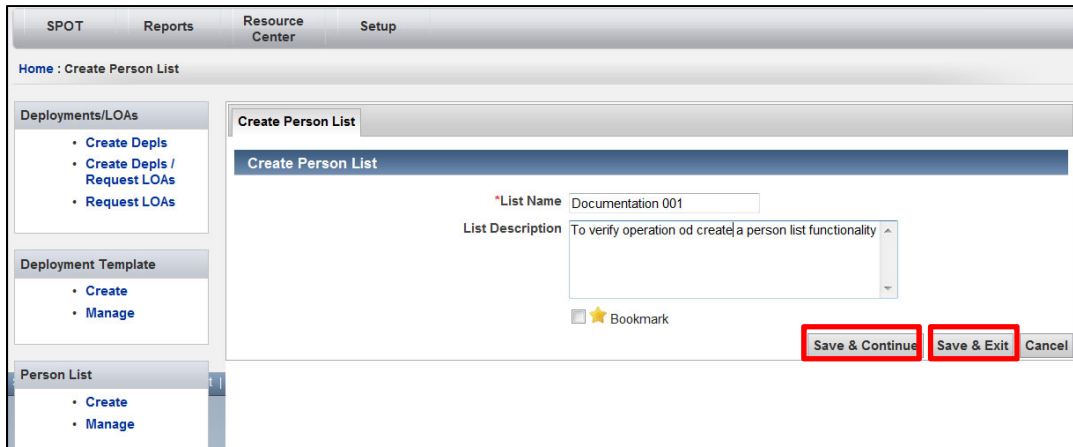 SPOT Reports Resource Center Setup
Home : Create Person List
Deployments/LOAs
• Create Depls
• Create Depls /
Request LOAs
• Request LOAs
Deployment Template
• Create
• Manage
Person List
• Create
• Manage
Create Person List
Create Person List
*List Name Documentation 001
List Description To verify operation od create a person list functionality
Bookmark
Save & Continue Save & Exit Cancel